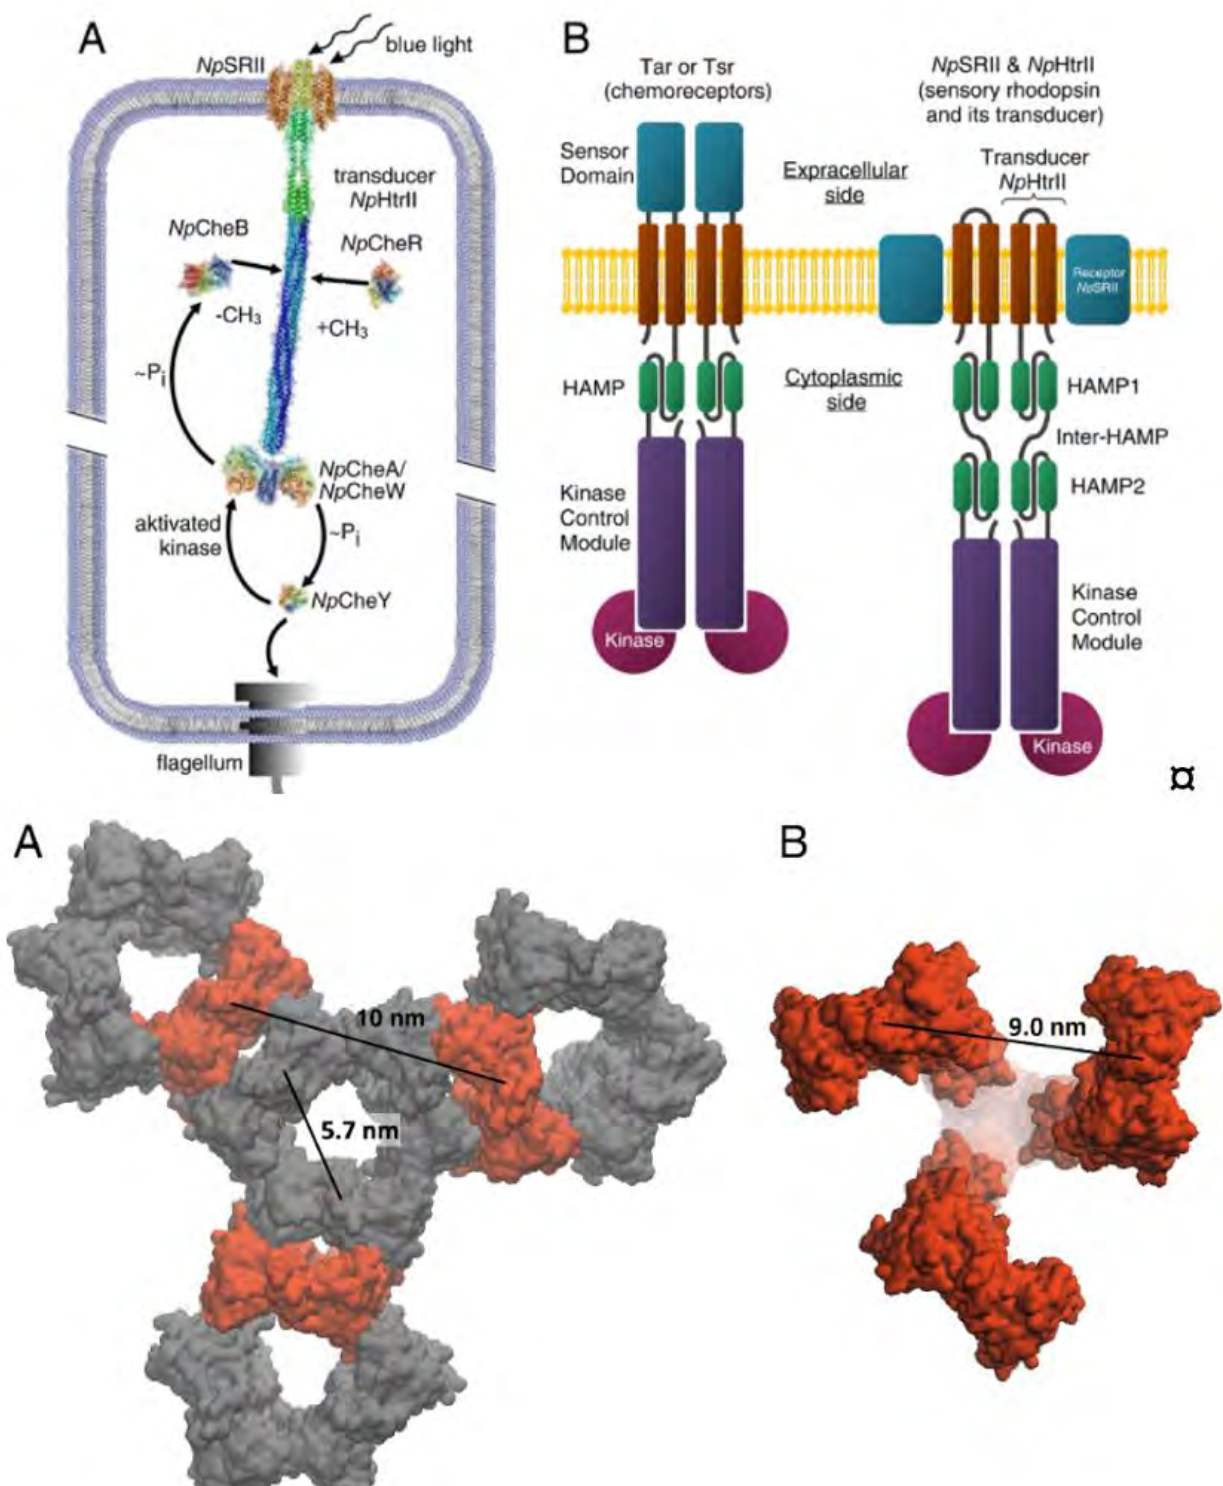 A
blue light
NpSRII
transducer
NpHtrII
NpCheB
NpCheR
-CH3
+CH3
~Pi
NpCheA/
NpCheW
aktivated
kinase
~Pi
NpCheY
flagellum
B
Tar or Tsr
(chemoreceptors)
NpSRII & NpHtrII
(sensory rhodopsin
and its transducer)
Sensor
Domain
Expracellular
side
Transducer
NpHtrII
Receptor
NpSRII
HAMP
Cytoplasmic
side
HAMP1
Inter-HAMP
HAMP2
Kinase
Control
Module
Kinase
Kinase
Control
Module
Kinase
¤
A
10 nm
5.7 nm
B
9.0 nm